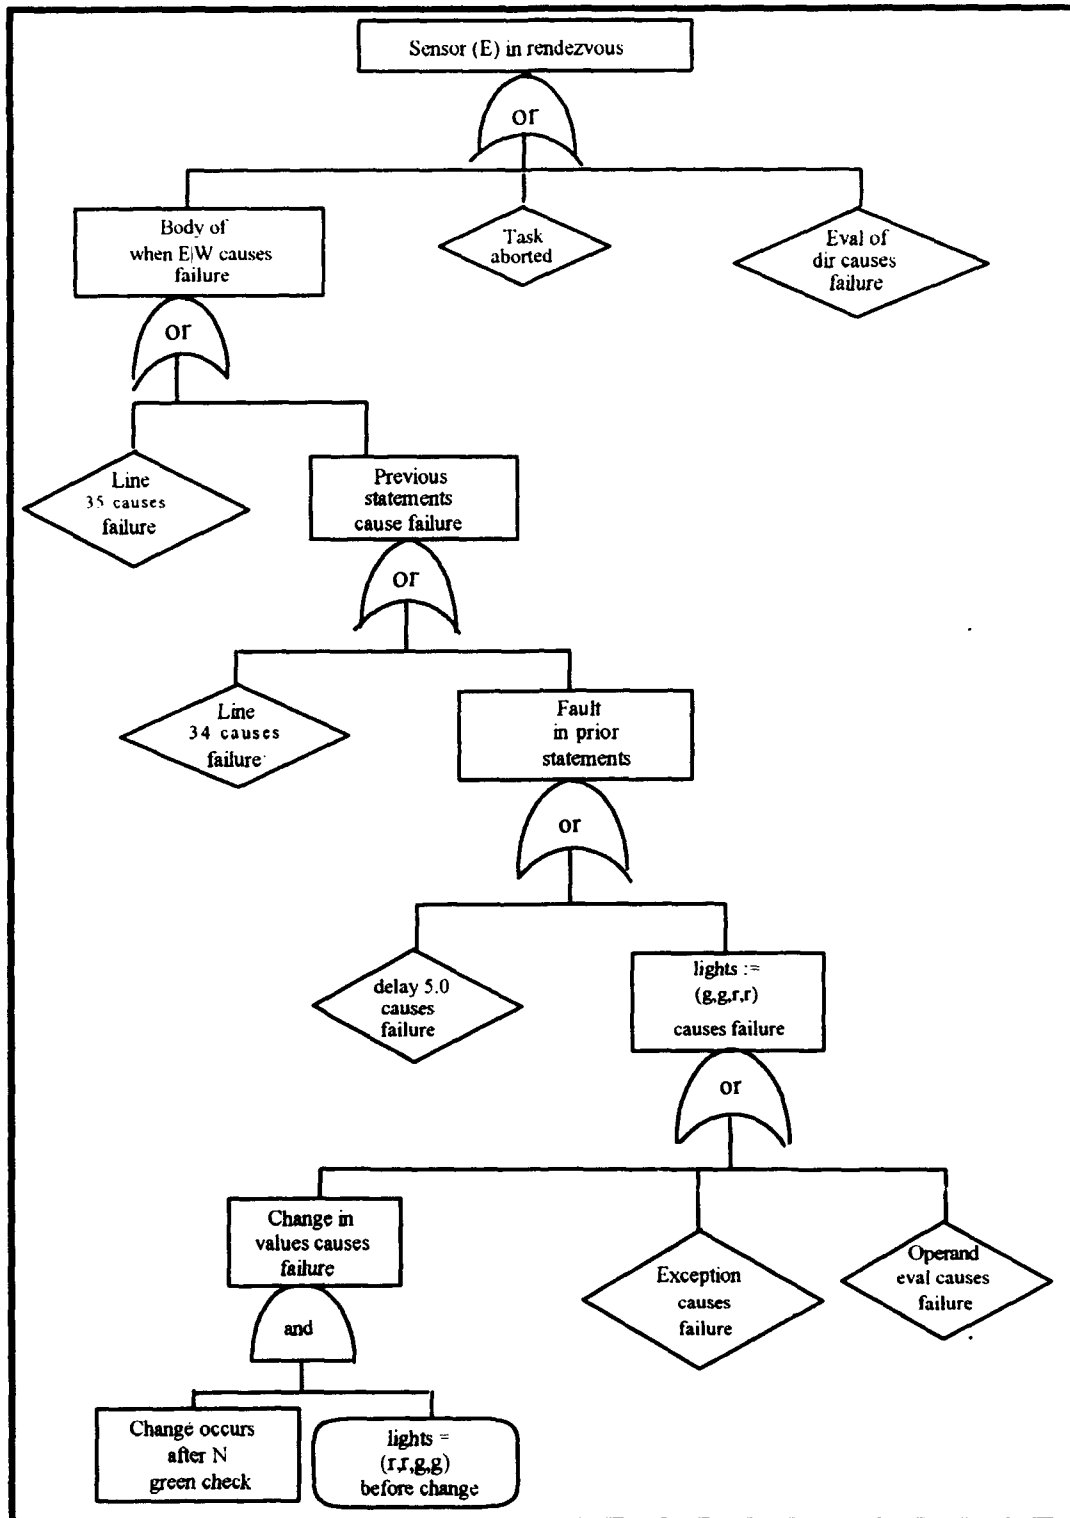 Sensor (E) in rendezvous
or
Body of
when E|W causes
failure
Task
aborted
Eval of
dir causes
failure
or
Line
35 causes
failure
Previous
statements
cause failure
or
Line
34 causes
failure
Fault
in prior
statements
or
delay 5.0
causes
failure
lights :=
(g,g,r,r)
causes failure
or
Change in
values causes
failure
Exception
causes
failure
Operand
eval causes
failure
and
Change occurs
after N
green check
lights =
(r,r,g,g)
before change